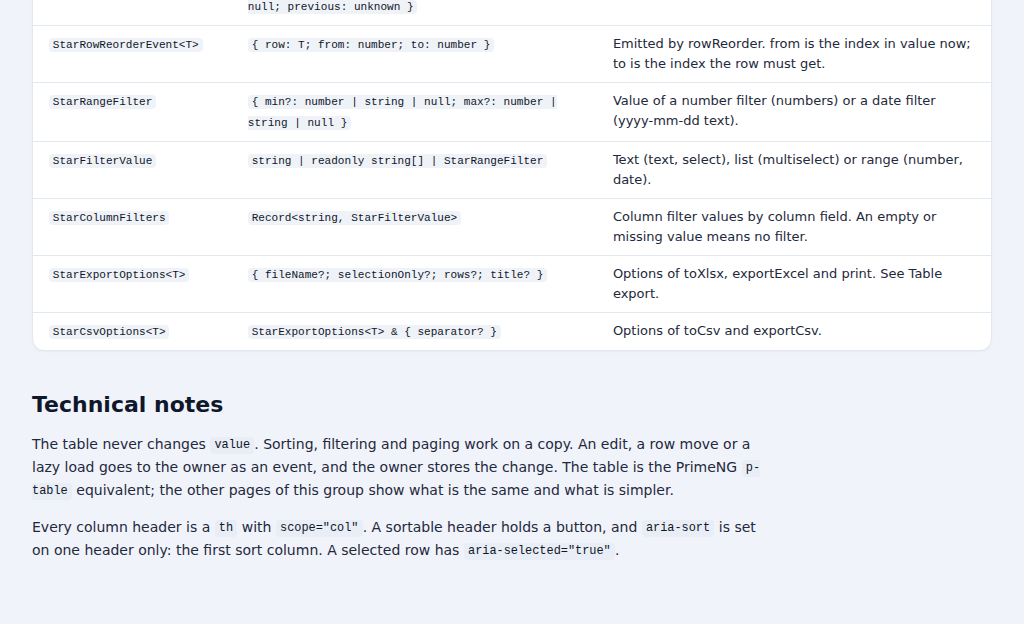 null; previous: unknown }
StarRowReorderEvent<T> { row: T; from: number; to: number } Emitted by rowReorder. from is the index in value now;
to is the index the row must get.
StarRangeFilter { min?: number | string | null; max?: number | Value of a number filter (numbers) or a date filter
string | null } (yyyy-mm-dd text).
StarFilterValue string | readonly string[] | StarRangeFilter Text (text, select), list (multiselect) or range (number,
date).
StarColumnFilters Record<string, StarFilterValue> Column filter values by column field. An empty or
missing value means no filter.
StarExportOptions<T> { fileName?; selectionOnly?; rows?; title? } Options of toXlsx, exportExcel and print. See Table
export.
StarCsvOptions<T> StarExportOptions<T> & { separator? } Options of toCsv and exportCsv.
Technical notes
The table never changes value. Sorting, filtering and paging work on a copy. An edit, a row move or a
lazy load goes to the owner as an event, and the owner stores the change. The table is the PrimeNG p-
table equivalent; the other pages of this group show what is the same and what is simpler.
Every column header is a th with scope="col". A sortable header holds a button, and aria-sort is set
on one header only: the first sort column. A selected row has aria-selected="true".